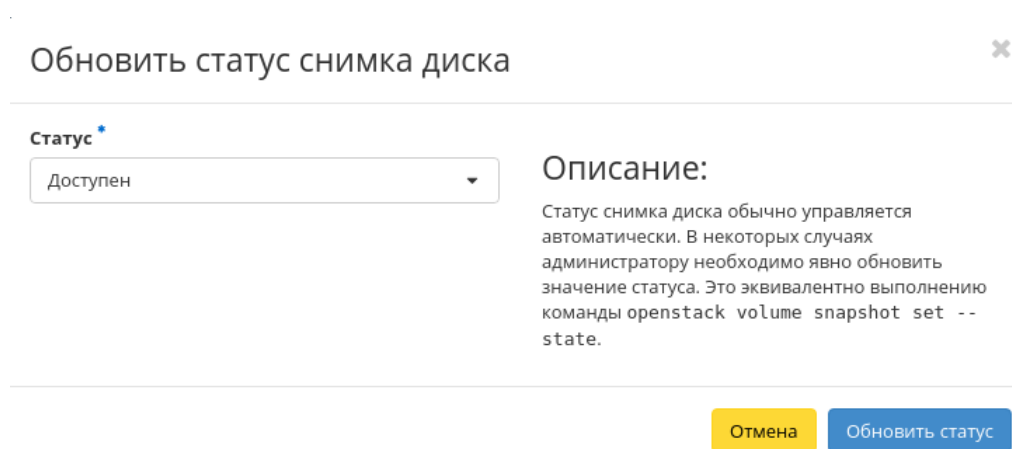 Обновить статус снимка диска
Статус *
Доступен
Описание:
Статус снимка диска обычно управляется
автоматически. В некоторых случаях
администратору необходимо явно обновить
значение статуса. Это эквивалентно выполнению
команды openstack volume snapshot set --
state.
Отмена
Обновить статус